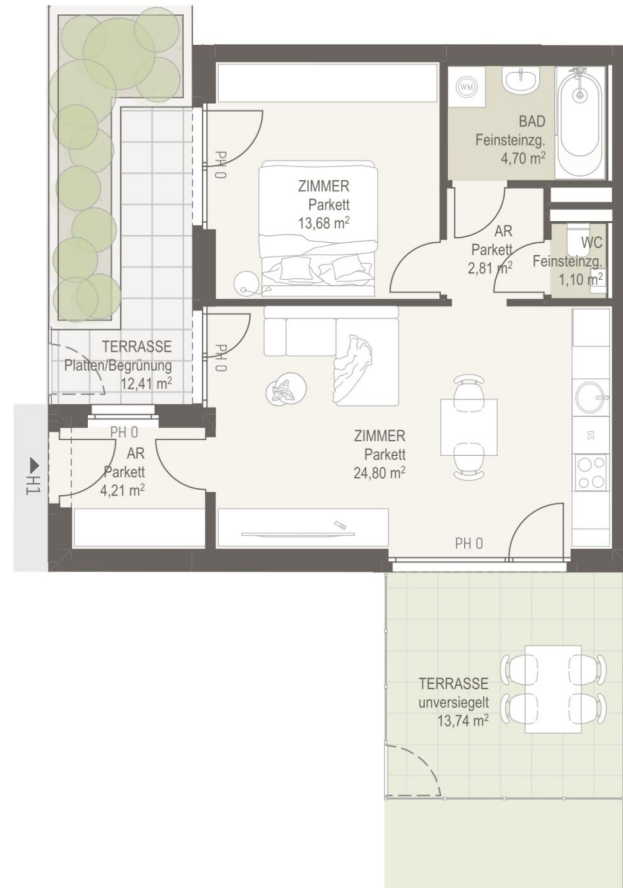 WM
BAD
Feinsteinzg.
4,70 m²
PH 0
ZIMMER
Parkett
13,68 m²
AR
Parkett
2,81 m²
WC
Feinsteinzg.
1,10 m²
TERRASSE
Platten/Begrünung
12,41 m²
PH 0
PH 0
AR
Parkett
4,21 m²
H1
ZIMMER
Parkett
24,80 m²
GS
PH 0
TERRASSE
unversiegelt
13,74 m²